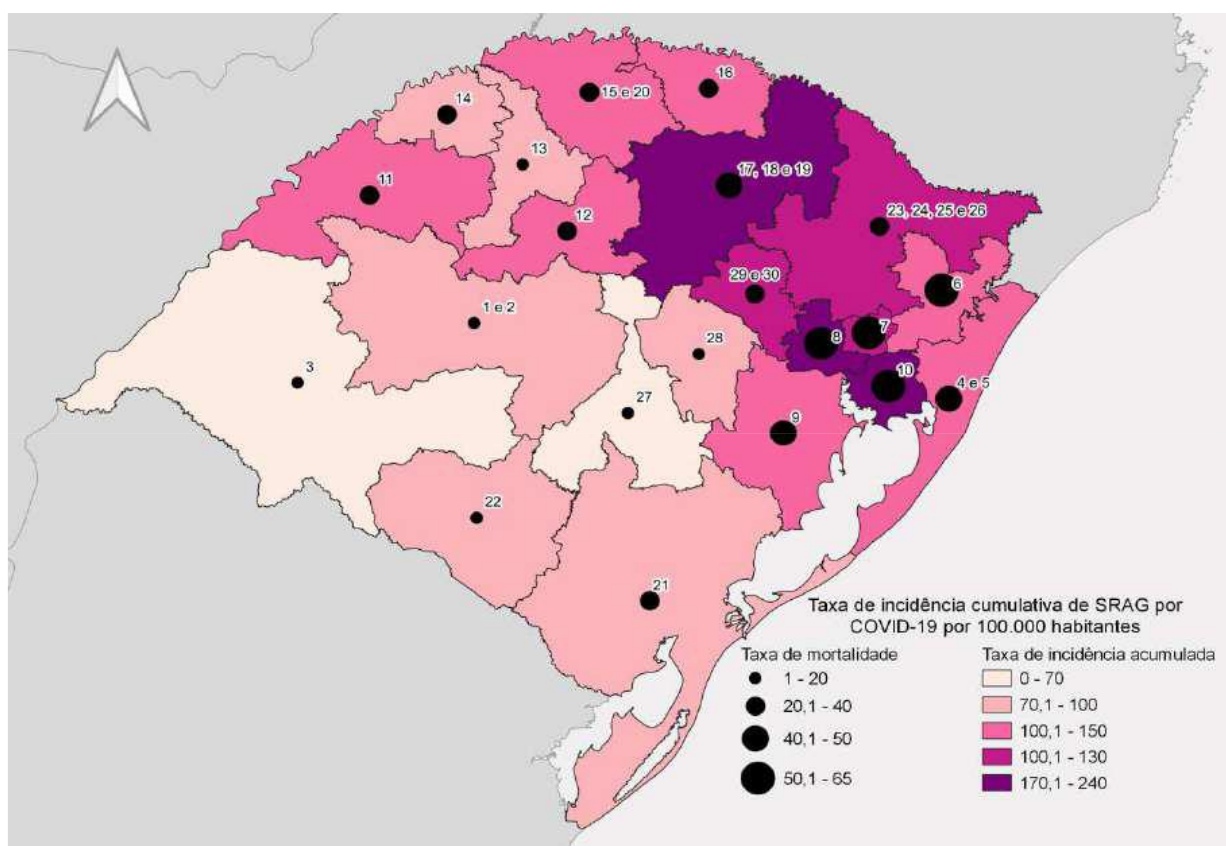 16
15 e 20
14
13
17, 18 e 19
11
12
23, 24, 25 e 26
29 e 30
6
1 e 2
7
8
28
3
10
4 e 5
27
9
22
21
Taxa de incidência cumulativa de SRAG por
COVID-19 por 100.000 habitantes
Taxa de mortalidade
1 - 20
20,1 - 40
40,1 - 50
50,1 - 65
Taxa de incidência acumulada
0 - 70
70,1 - 100
100,1 - 150
100,1 - 130
170,1 - 240